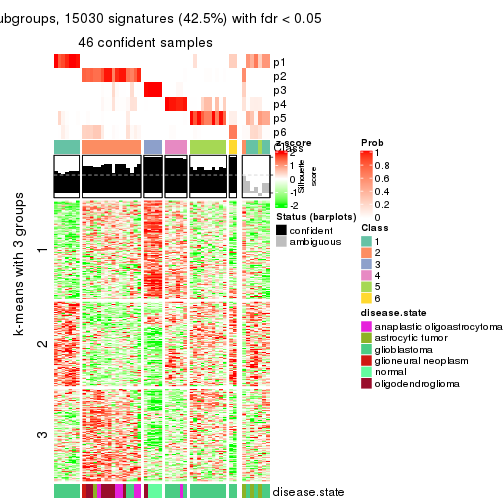 ubgroups, 15030 signatures (42.5%) with fdr < 0.05
46 confident samples
p1
p2
p3
p4
p5
p6
Class
z-score
2
1
0
-1
-2
Silhouette
score
Prob
1
0.8
0.6
0.4
0.2
0
Status (barplots)
confident
ambiguous
Class
1
2
3
4
5
6
disease.state
anaplastic oligoastrocytoma
astrocytic tumor
glioblastoma
glioneural neoplasm
normal
oligodendroglioma
k-means with 3 groups
1
2
3
disease.state